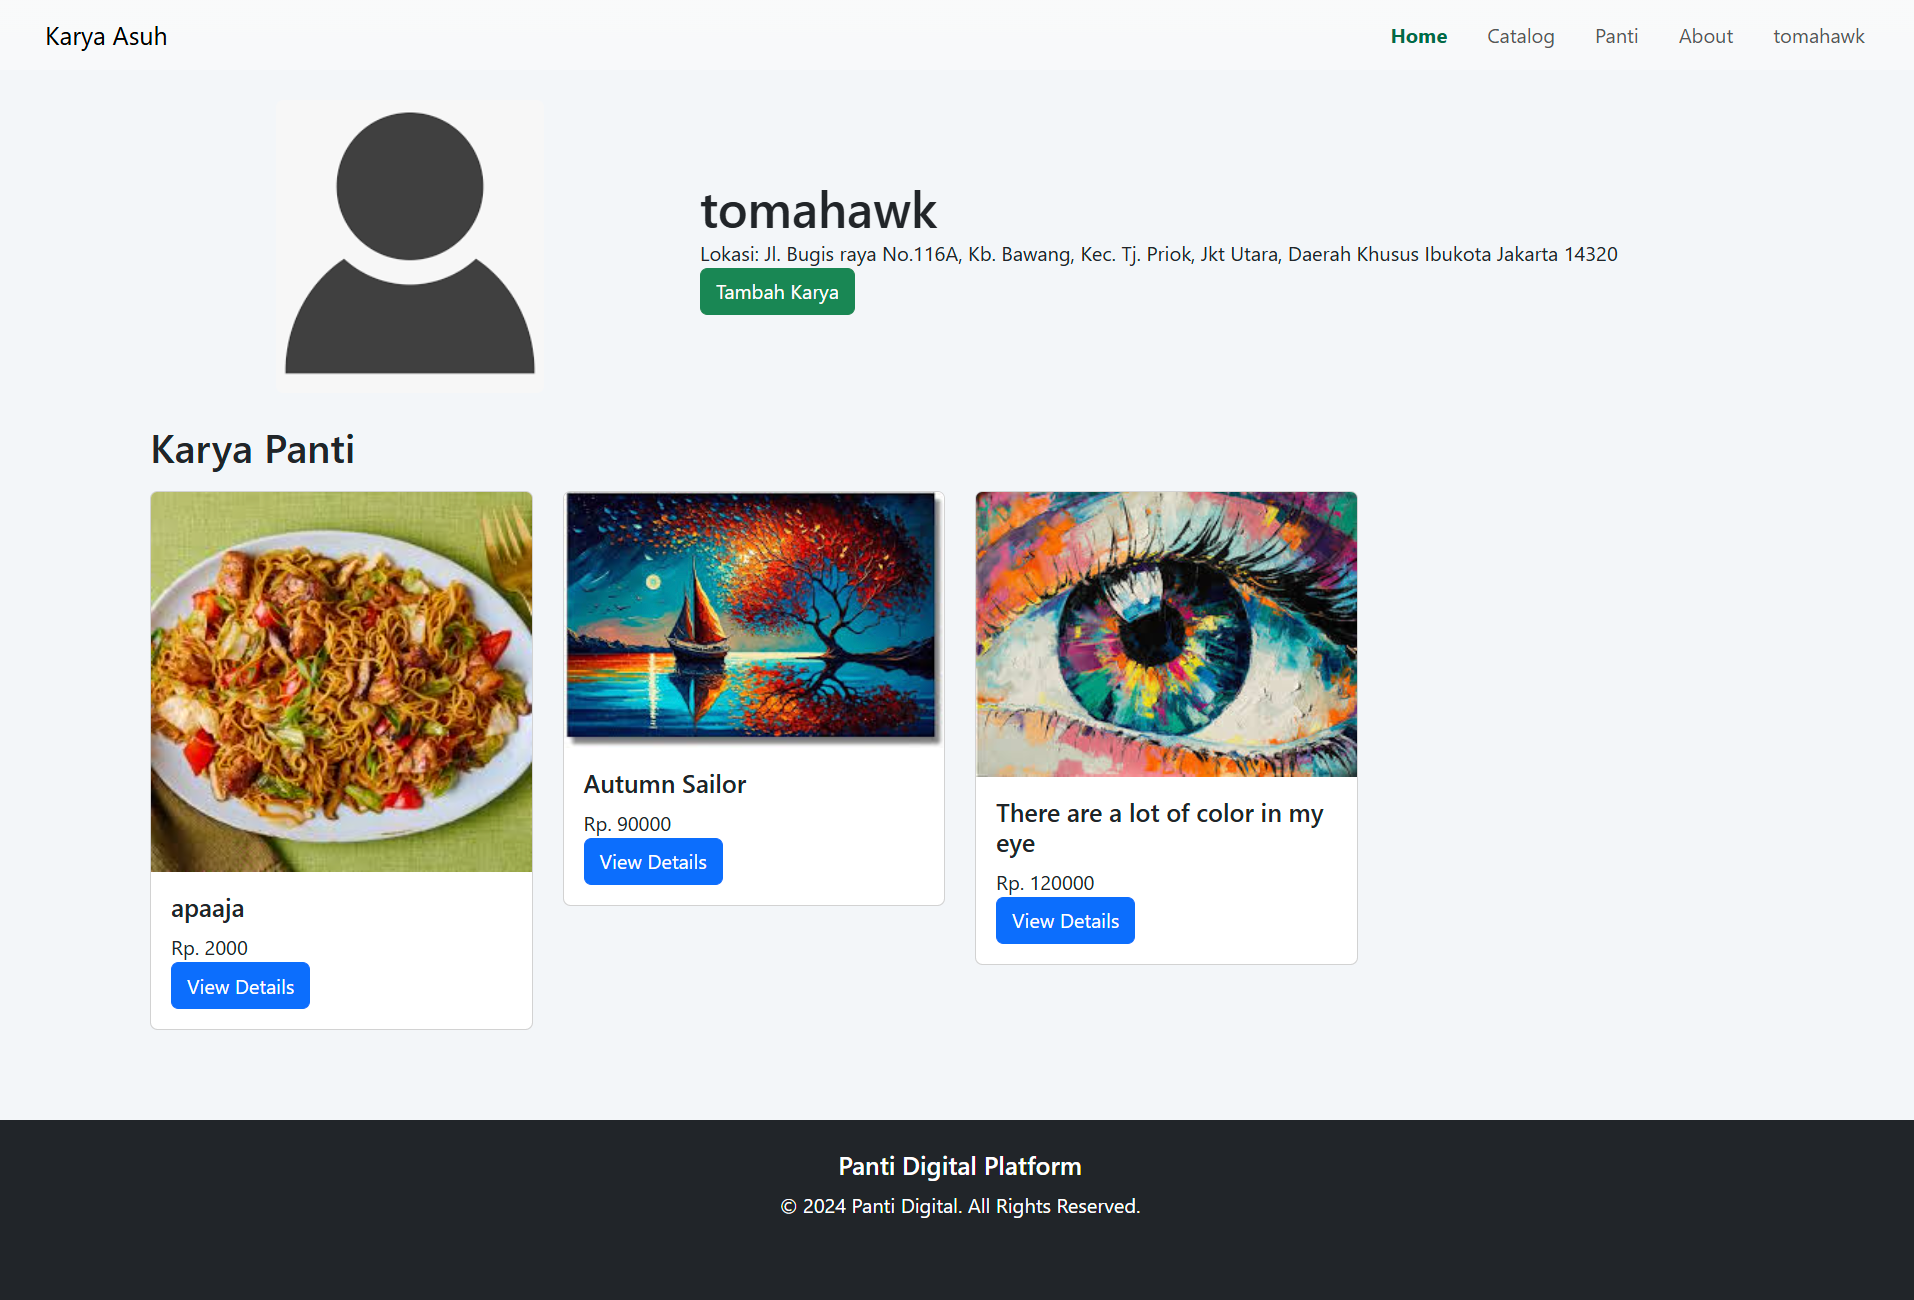 Karya Asuh
Home
Catalog
Panti
About
tomahawk
tomahawk
Lokasi: Jl. Bugis raya No.116A, Kb. Bawang, Kec. Tj. Priok, Jkt Utara, Daerah Khusus Ibukota Jakarta 14320
Tambah Karya
Karya Panti
apaaja
Rp. 2000
View Details
Autumn Sailor
Rp. 90000
View Details
There are a lot of color in my
eye
Rp. 120000
View Details
Panti Digital Platform
© 2024 Panti Digital. All Rights Reserved.